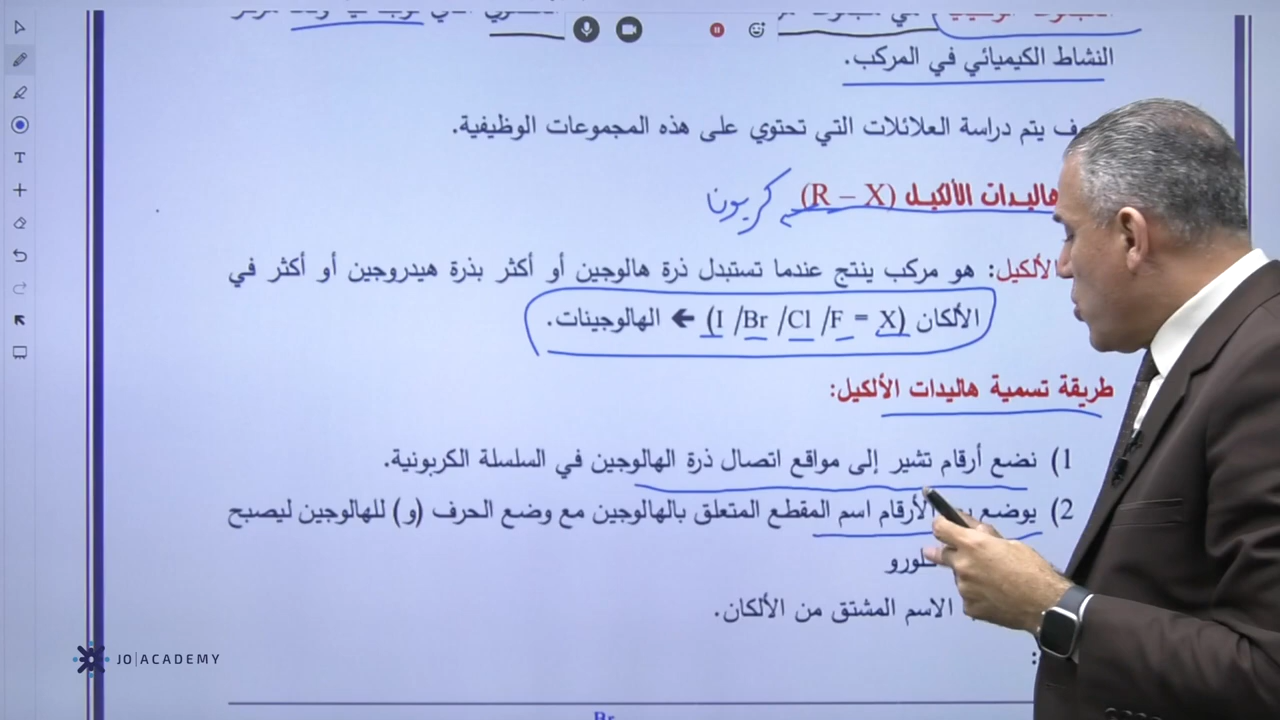 النشاط الكيميائي في المركب.
يتم دراسة العلائلات التي تحتوي على هذه المجموعات الوظيفية.
هاليدات الألكيل (R – X)
كربونا
الألكيل: هو مركب ينتج عندما تستبدل ذرة هالوجين أو أكثر بذرة هيدروجين أو أكثر في
الألكان (I /Br /Cl /F = X) ← الهالوجينات.
طريقة تسمية هاليدات الألكيل:
1) نضع أرقام تشير إلى مواقع اتصال ذرة الهالوجين في السلسلة الكربونية.
2) يوضع الأرقام اسم المقطع المتعلق بالهالوجين مع وضع الحرف (و) للهالوجين ليصبح
الاسم المشتق من الألكان.
:
Br
JO ACADEMY
T